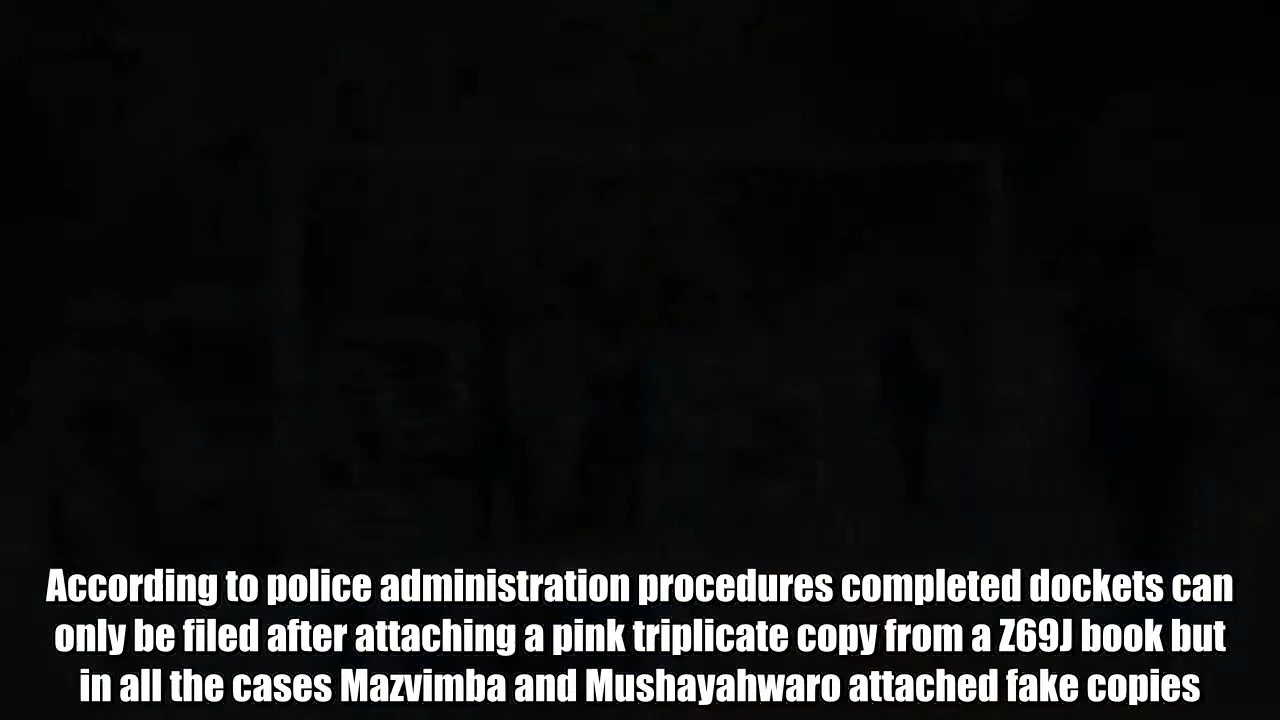 According to police administration procedures completed dockets can
only be filed after attaching a pink triplicate copy from a Z69J book but
in all the cases Mazvimba and Mushayahwaro attached fake copies